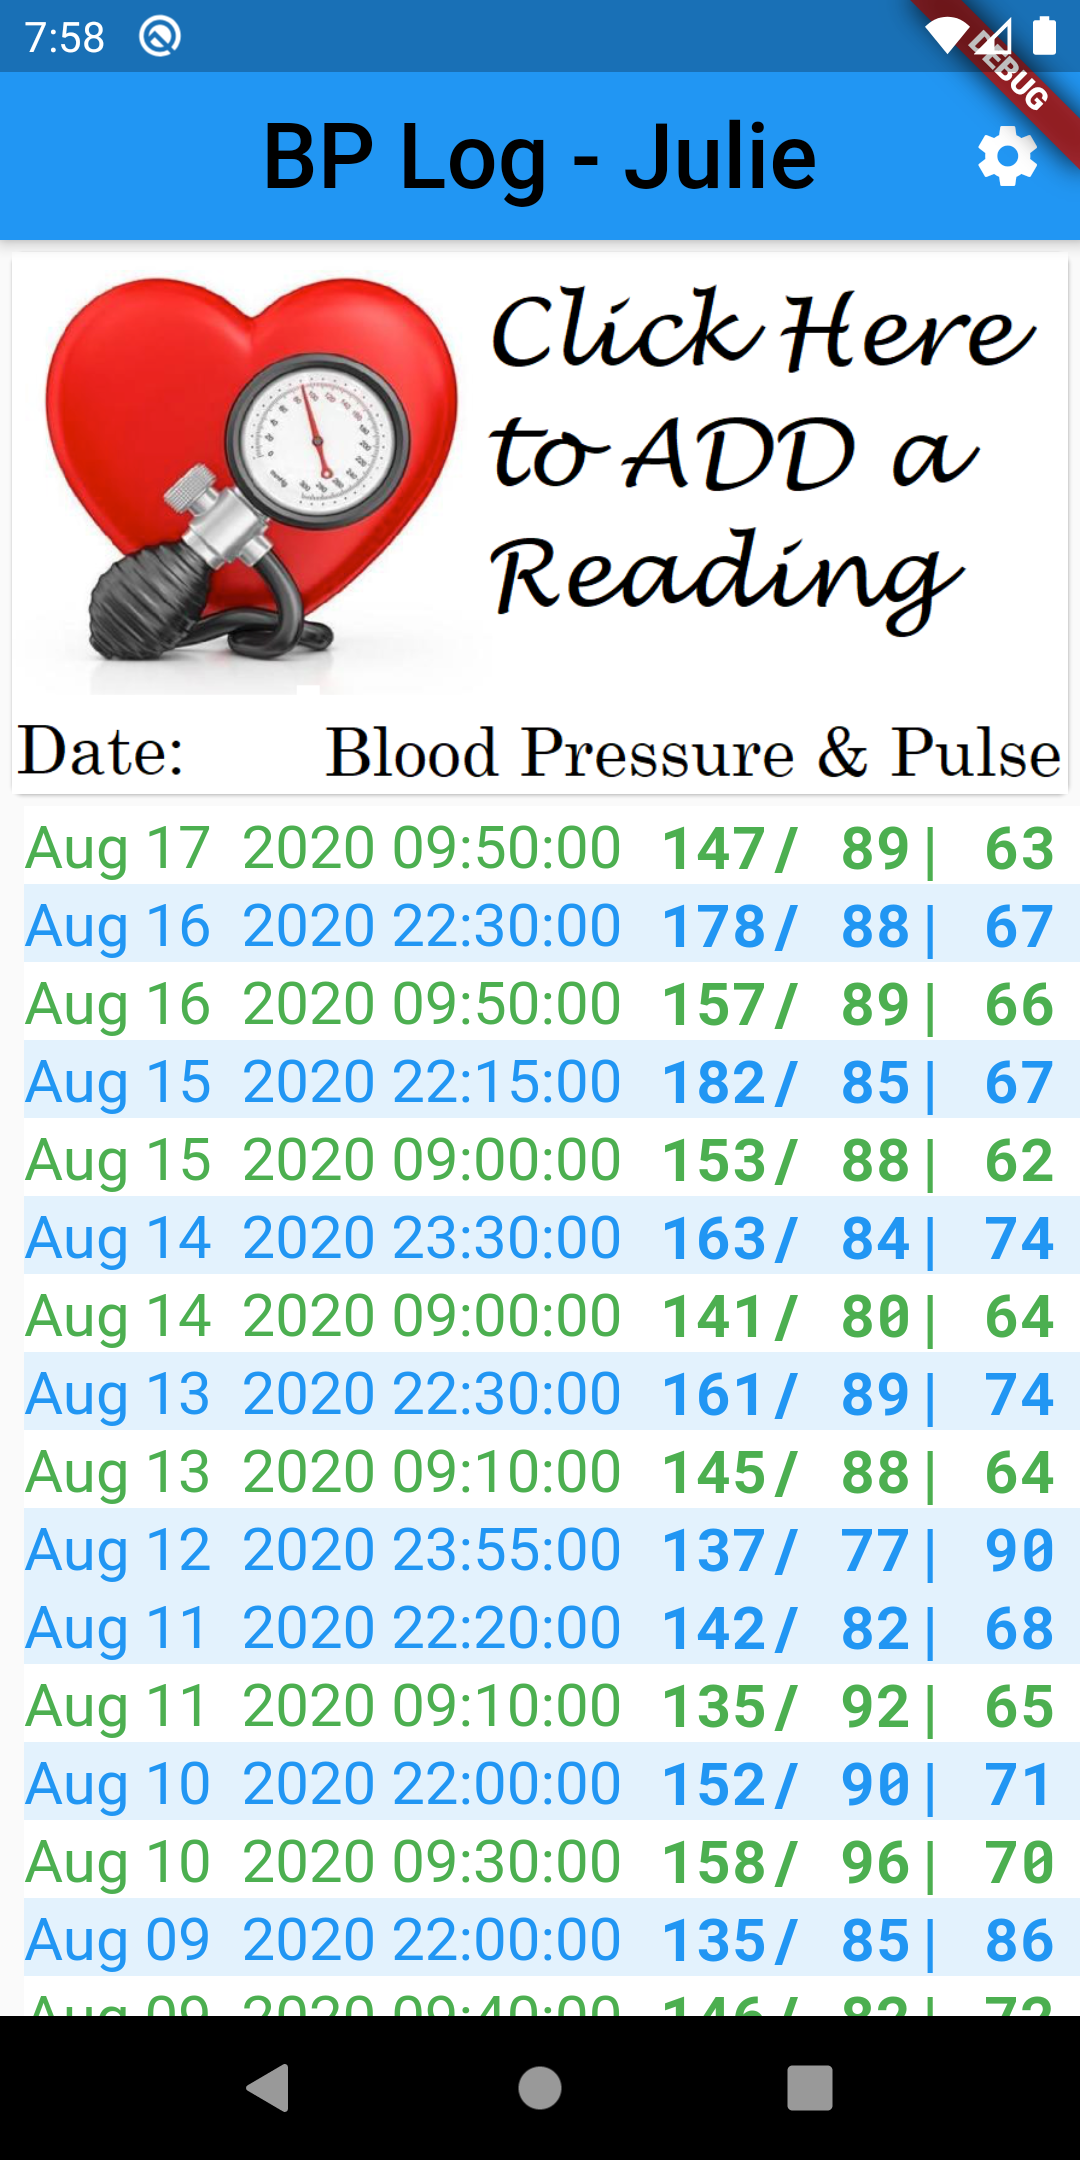 7:58
DEBUG
BP Log - Julie
Click Here
to ADD a
Reading
Date: Blood Pressure & Pulse
Aug 17 2020 09:50:00 147/ 89| 63
Aug 16 2020 22:30:00 178/ 88| 67
Aug 16 2020 09:50:00 157/ 89| 66
Aug 15 2020 22:15:00 182/ 85| 67
Aug 15 2020 09:00:00 153/ 88| 62
Aug 14 2020 23:30:00 163/ 84| 74
Aug 14 2020 09:00:00 141/ 80| 64
Aug 13 2020 22:30:00 161/ 89| 74
Aug 13 2020 09:10:00 145/ 88| 64
Aug 12 2020 23:55:00 137/ 77| 90
Aug 11 2020 22:20:00 142/ 82| 68
Aug 11 2020 09:10:00 135/ 92| 65
Aug 10 2020 22:00:00 152/ 90| 71
Aug 10 2020 09:30:00 158/ 96| 70
Aug 09 2020 22:00:00 135/ 85| 86
Aug 09 2020 09:40:00